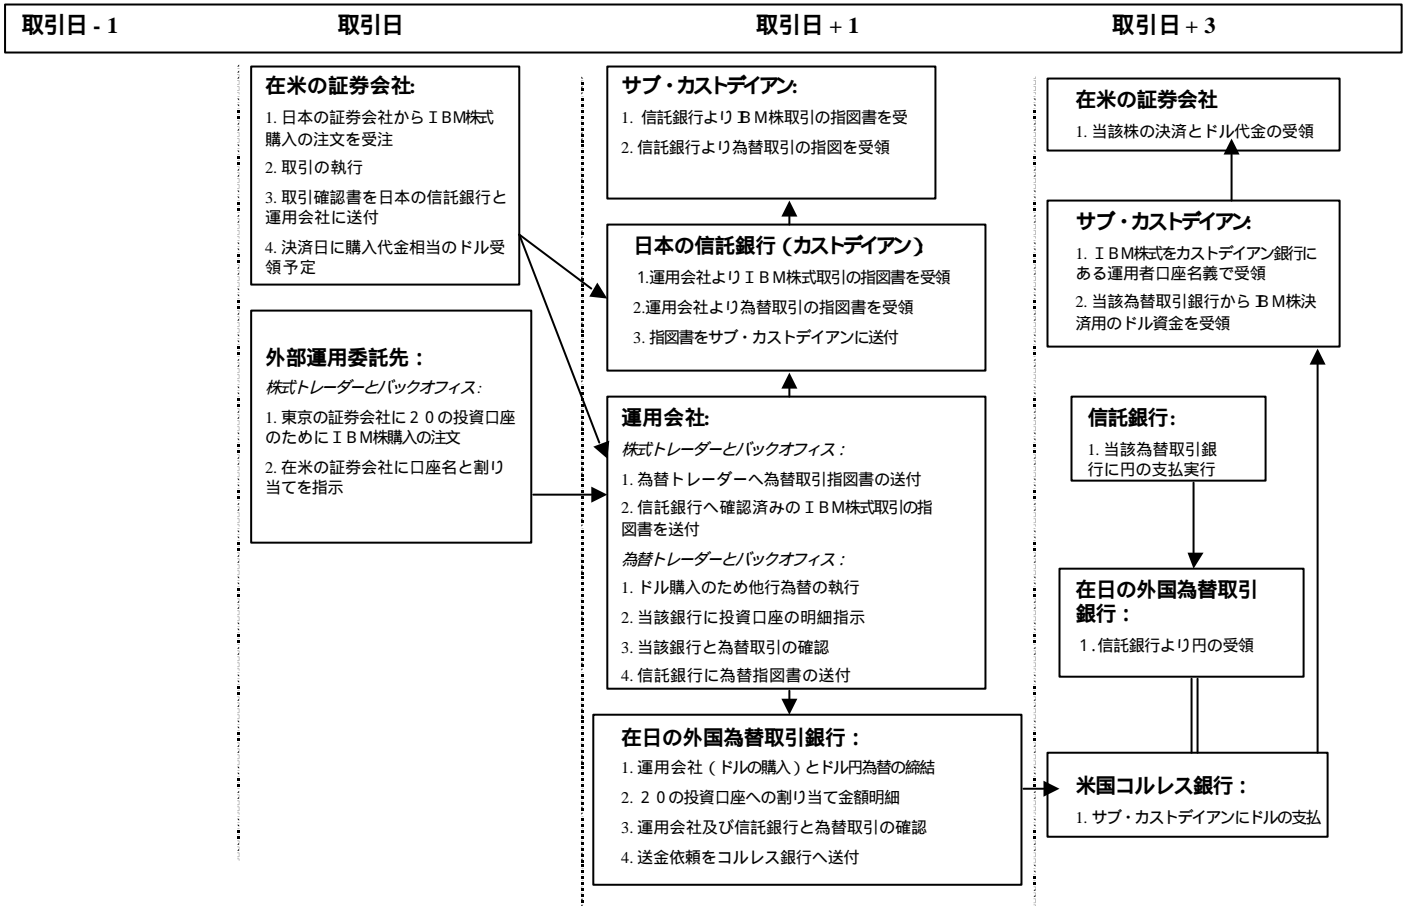 取引日 - 1
取引日
取引日 + 1
取引日 + 3
在米の証券会社:
1. 日本の証券会社からＩＢM株式
購入の注文を受注
2. 取引の執行
3. 取引確認書を日本の信託銀行と
運用会社に送付
4. 決済日に購入代金相当のドル受
領予定
外部運用委託先：
株式トレーダーとバックオフィス:
1. 東京の証券会社に２０の投資口座
のためにＩＢM株購入の注文
2. 在米の証券会社に口座名と割り
当てを指示
サブ・カストデイアン:
1. 信託銀行よりＩＢM株取引の指図書を受
2. 信託銀行より為替取引の指図を受領
日本の信託銀行（カストデイアン）:
1.運用会社よりＩＢM株式取引の指図書を受領
2.運用会社より為替取引の指図書を受領
3. 指図書をサブ・カストデイアンに送付
運用会社:
株式トレーダーとバックオフィス：
1. 為替トレーダーへ為替取引指図書の送付
2. 信託銀行へ確認済みのＩＢM株式取引の指
図書を送付
為替トレーダーとバックオフィス：
1. ドル購入のため他行為替の執行
2. 当該銀行に投資口座の明細指示
3. 当該銀行と為替取引の確認
4. 信託銀行に為替指図書の送付
在日の外国為替取引銀行：
1. 運用会社（ドルの購入）とドル円為替の締結
2. ２０の投資口座への割り当て金額明細
3. 運用会社及び信託銀行と為替取引の確認
4. 送金依頼をコルレス銀行へ送付
在米の証券会社
1. 当該株の決済とドル代金の受領
サブ・カストデイアン:
1. ＩＢM株式をカストデイアン銀行に
ある運用者口座名義で受領
2. 当該為替取引銀行からＩＢM株決
済用のドル資金を受領
信託銀行:
1. 当該為替取引銀
行に円の支払実行
在日の外国為替取引
銀行：
１.信託銀行より円の受領
米国コルレス銀行：
1. サブ・カストデイアンにドルの支払